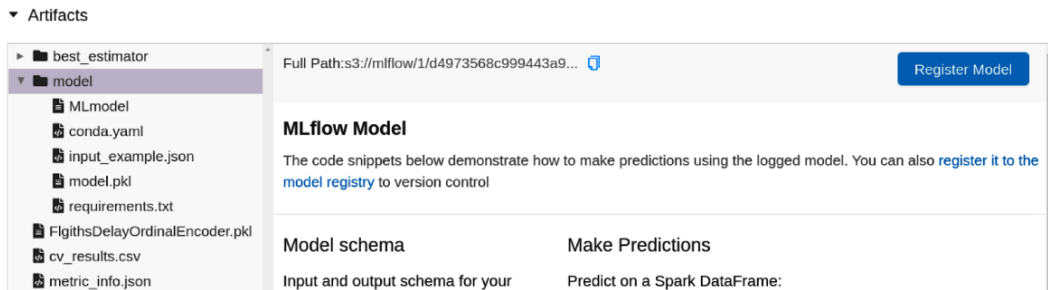 Artifacts
best_estimator
model
MLmodel
conda.yaml
input_example.json
model.pkl
requirements.txt
FlgithsDelayOrdinalEncoder.pkl
cv_results.csv
metric_info.json
Full Path:s3://mlflow/1/d4973568c999443a9...
Register Model
MLflow Model
The code snippets below demonstrate how to make predictions using the logged model. You can also register it to the
model registry to version control
Model schema
Input and output schema for your
Make Predictions
Predict on a Spark DataFrame: